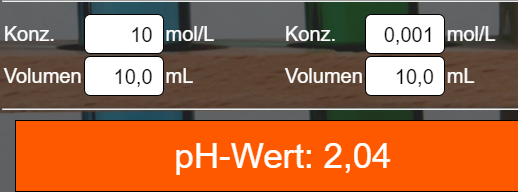 Konz. 10 mol/L Konz. 0,001 mol/L
Volumen 10,0 mL Volumen 10,0 mL
pH-Wert: 2,04